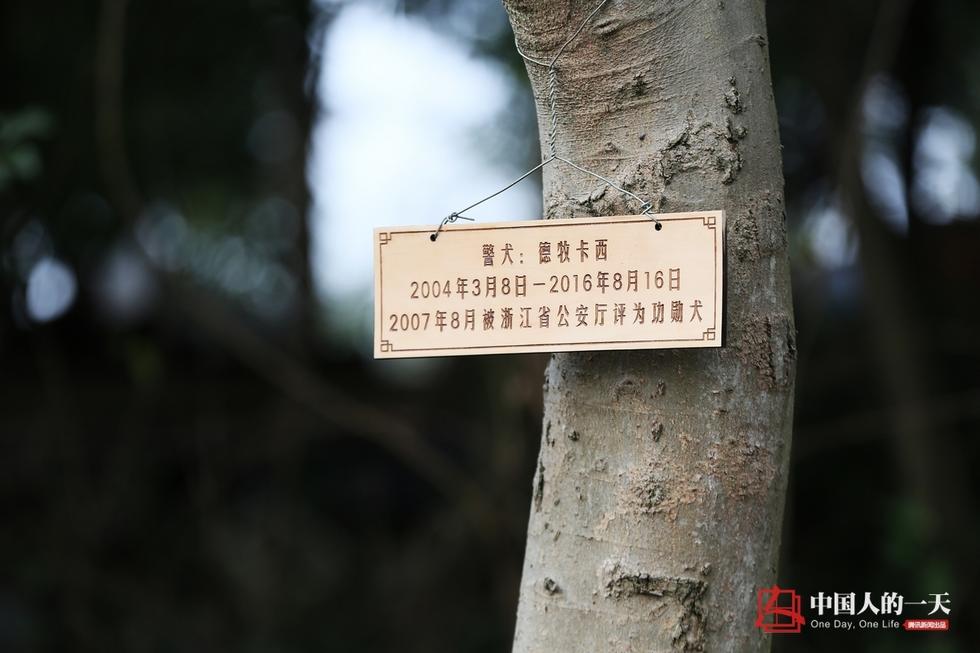 警犬：德牧卡西
2004年3月8日－2016年8月16日
2007年8月被浙江省公安厅评为功勋犬
中国人的一天
One Day, One Life 腾讯新闻出品